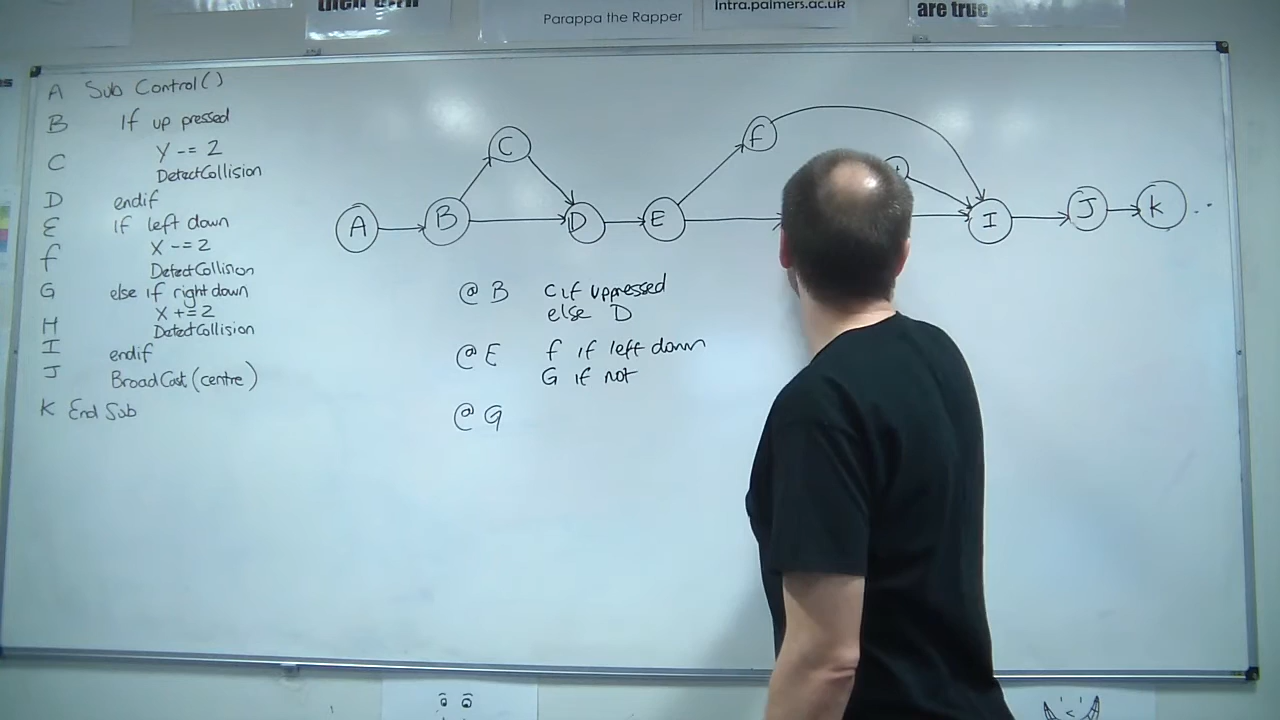 Parappa the Rapper
Intra.palmers.ac.uk
are true
A Sub Control()
B If up pressed
C Y -= 2
DetectCollision
D endif
E if left down
f X -= 2
DetectCollision
G else if right down
X += 2
H DetectCollision
I endif
J BroadCast(centre)
K End Sub
A B C D E f I J K ..
@ B C if uppressed
else D
@ E f if left down
G if not
@ G